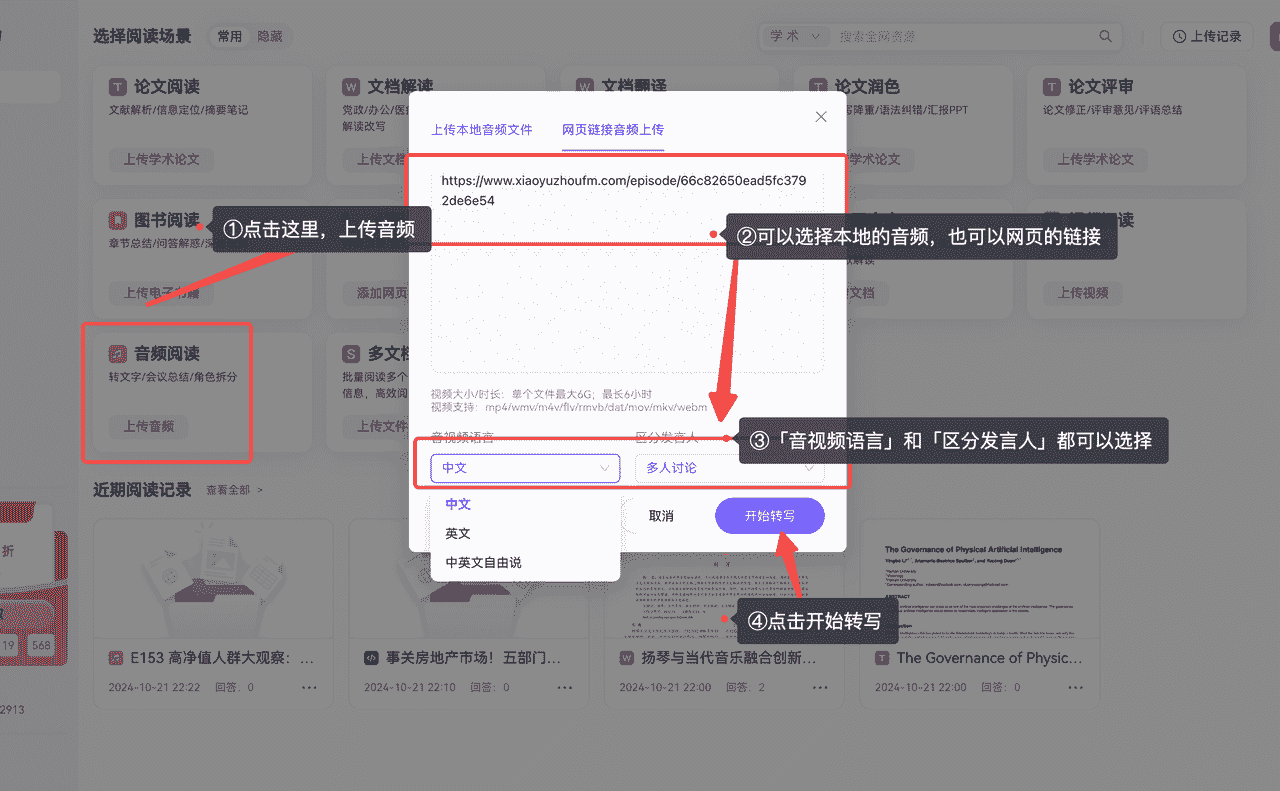 选择阅读场景
常用
隐藏
学术
搜索全网资源
上传记录
论文阅读
文献解析/信息定位/摘要笔记
上传学术论文
文档解读
党政/办公/医
解读改写
上传文档
文档翻译
论文润色
降重/语法纠错/汇报PPT
学术论文
论文评审
论文修正/评审意见/评语总结
上传学术论文
上传本地音频文件
网页链接音频上传
https://www.xiaoyuzhoufm.com/episode/66c82650ead5fc379
2de6e54
图书阅读
章节总结/问答解惑/深
上传电子书籍
①点击这里，上传音频
②可以选择本地的音频，也可以网页的链接
添加网页
文档
上传视频
音频阅读
转文字/会议总结/角色拆分
上传音频
多文档
批量阅读多个
信息，高效阅
上传文件
视频大小/时长：单个文件最大6G；最长6小时
视频支持：mp4/wmv/m4v/flv/rmvb/dat/mov/mkv/webm
音视频语言
区分发言人
③「音视频语言」和「区分发言人」都可以选择
中文
多人讨论
中文
英文
中英文自由说
取消
开始转写
④点击开始转写
近期阅读记录
查看全部 >
折
19
568
2913
E153 高净值人群大观察：...
2024-10-21 22:22
回答：0
事关房地产市场！五部门...
2024-10-21 22:10
回答：0
扬琴与当代音乐融合创新...
2024-10-21 22:00
回答：2
The Governance of Physical Artificial Intelligence
ABSTRACT
The Governance of Physic...
2024-10-21 22:00
回答：0